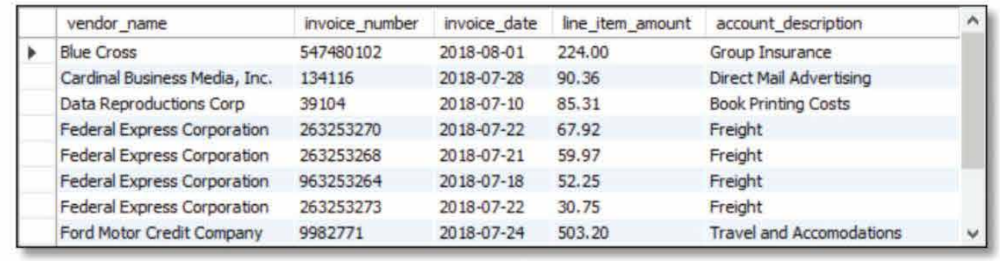 vendor_name invoice_number invoice_date line_item_amount account_description
Blue Cross 547480102 2018-08-01 224.00 Group Insurance
Cardinal Business Media, Inc. 134116 2018-07-28 90.36 Direct Mail Advertising
Data Reproductions Corp 39104 2018-07-10 85.31 Book Printing Costs
Federal Express Corporation 263253270 2018-07-22 67.92 Freight
Federal Express Corporation 263253268 2018-07-21 59.97 Freight
Federal Express Corporation 963253264 2018-07-18 52.25 Freight
Federal Express Corporation 263253273 2018-07-22 30.75 Freight
Ford Motor Credit Company 9982771 2018-07-24 503.20 Travel and Accomodations